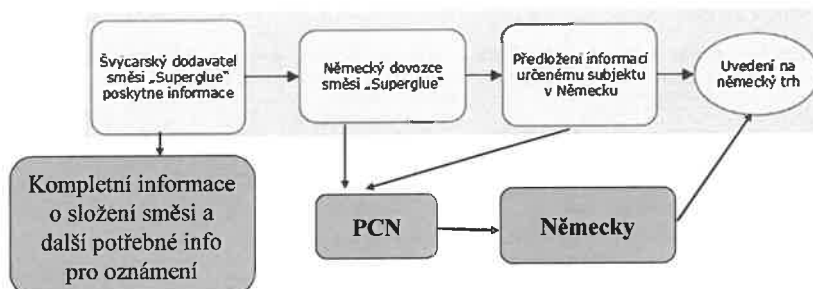 Švýcarský dodavatel
směsi „Superglue“
poskytne informace
Německý dovozce
směsi „Superglue“
Předložení informací
určenému subjektu
v Německu
Uvedení na
německý trh
Kompletní informace
o složení směsi a
další potřebné info
pro oznámení
PCN
Německy